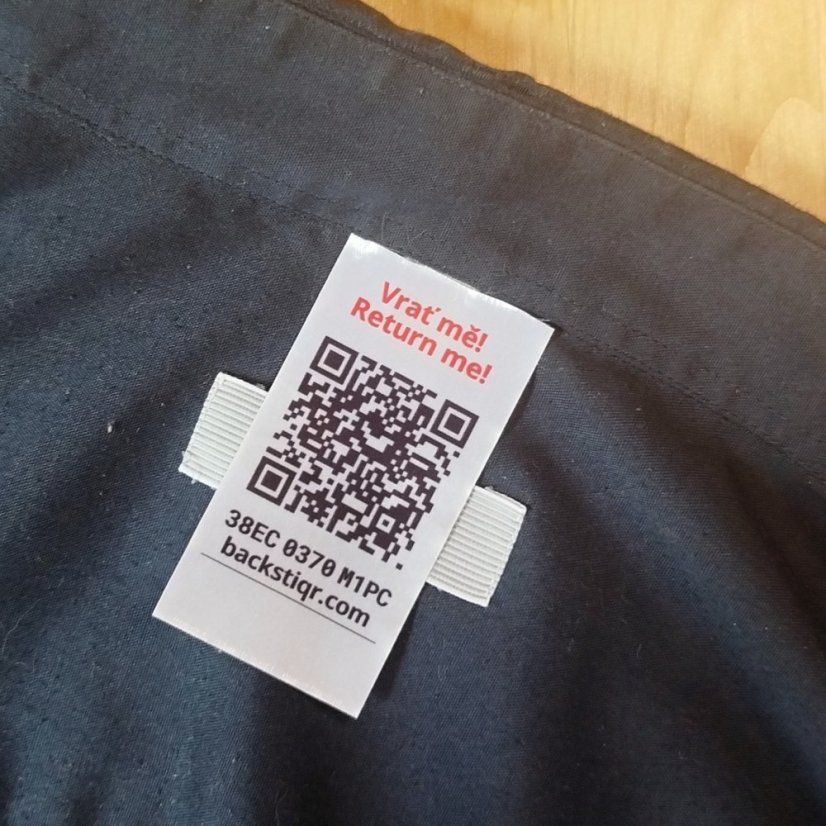 Vrať mě!
Return me!
38EC 0370 M1PC
backstiqr.com